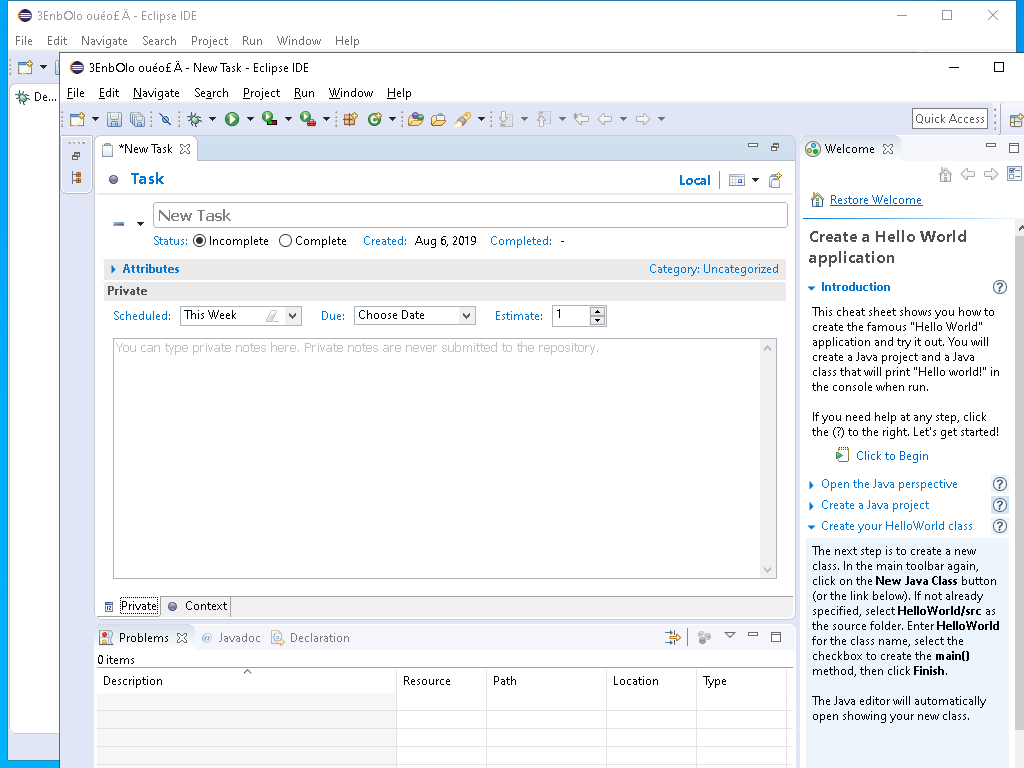 3EnbOlo ouéo£ Ä - Eclipse IDE
File Edit Navigate Search Project Run Window Help
3EnbOlo ouéo£ Ä - New Task - Eclipse IDE
De...
File Edit Navigate Search Project Run Window Help
Quick Access
*New Task
Welcome
Task
Local
Restore Welcome
New Task
Status: Incomplete Complete Created: Aug 6, 2019 Completed: -
Attributes
Category: Uncategorized
Private
Scheduled: This Week Due: Choose Date Estimate: 1
You can type private notes here. Private notes are never submitted to the repository.
Private Context
Problems Javadoc Declaration
0 items
Description Resource Path Location Type
Create a Hello World
application
Introduction
This cheat sheet shows you how to
create the famous "Hello World"
application and try it out. You will
create a Java project and a Java
class that will print "Hello world!" in
the console when run.
If you need help at any step, click
the (?) to the right. Let's get started!
Click to Begin
Open the Java perspective
Create a Java project
Create your HelloWorld class
The next step is to create a new
class. In the main toolbar again,
click on the New Java Class button
(or the link below). If not already
specified, select HelloWorld/src as
the source folder. Enter HelloWorld
for the class name, select the
checkbox to create the main()
method, then click Finish.
The Java editor will automatically
open showing your new class.